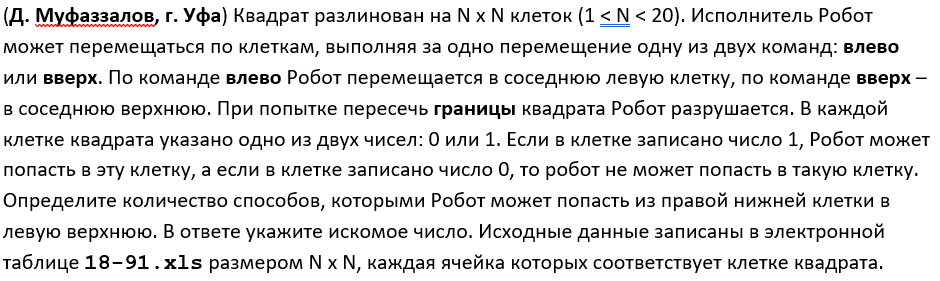 (Д. Муфаззалов, г. Уфа) Квадрат разлинован на N x N клеток (1 < N < 20). Исполнитель Робот
может перемещаться по клеткам, выполняя за одно перемещение одну из двух команд: влево
или вверх. По команде влево Робот перемещается в соседнюю левую клетку, по команде вверх –
в соседнюю верхнюю. При попытке пересечь границы квадрата Робот разрушается. В каждой
клетке квадрата указано одно из двух чисел: 0 или 1. Если в клетке записано число 1, Робот может
попасть в эту клетку, а если в клетке записано число 0, то робот не может попасть в такую клетку.
Определите количество способов, которыми Робот может попасть из правой нижней клетки в
левую верхнюю. В ответе укажите искомое число. Исходные данные записаны в электронной
таблице 18-91.xls размером N x N, каждая ячейка которых соответствует клетке квадрата.